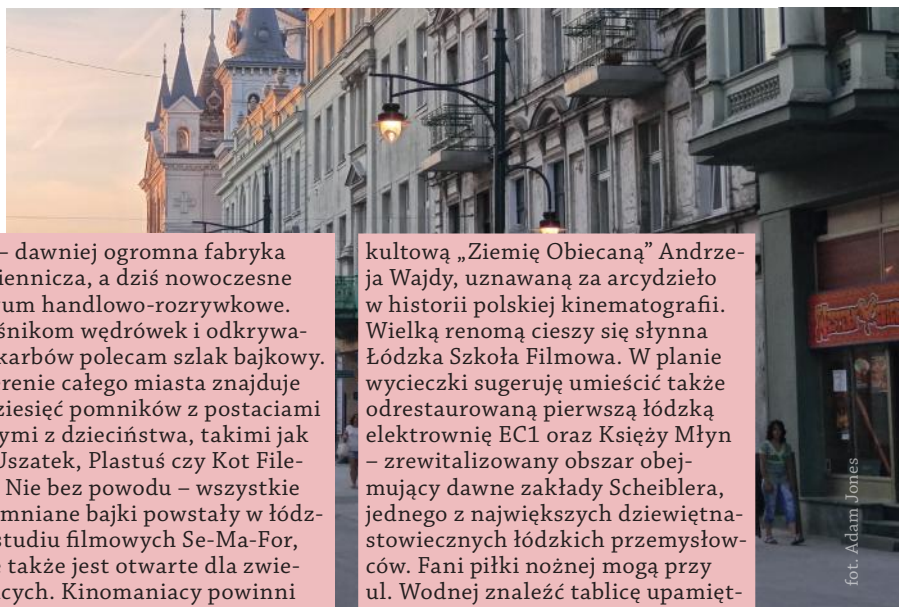 – dawniej ogromna fabryka
iennicza, a dziś nowoczesne
um handlowo-rozrywkowe.
śnikom wędrówek i odkrywa-
karbów polecam szlak bajkowy.
erenie całego miasta znajduje
ziesięć pomników z postaciami
ymi z dzieciństwa, takimi jak
Uszatek, Plastuś czy Kot File-
Nie bez powodu – wszystkie
mniane bajki powstały w łódz-
studiu filmowych Se-Ma-For,
także jest otwarte dla zwie-
cych. Kinomaniacy powinni
kultową „Ziemię Obiecaną” Andrze-
ja Wajdy, uznawaną za arcydzieło
w historii polskiej kinematografii.
Wielką renomą cieszy się słynna
Łódzka Szkoła Filmowa. W planie
wycieczki sugeruję umieścić także
odrestaurowaną pierwszą łódzką
elektrownię EC1 oraz Księży Młyn
– zrewitalizowany obszar obej-
mujący dawne zakłady Scheiblera,
jednego z największych dziewiętna-
stowiecznych łódzkich przemysłow-
ców. Fani piłki nożnej mogą przy
ul. Wodnej znaleźć tablicę upamięt-
fot. Adam Jones